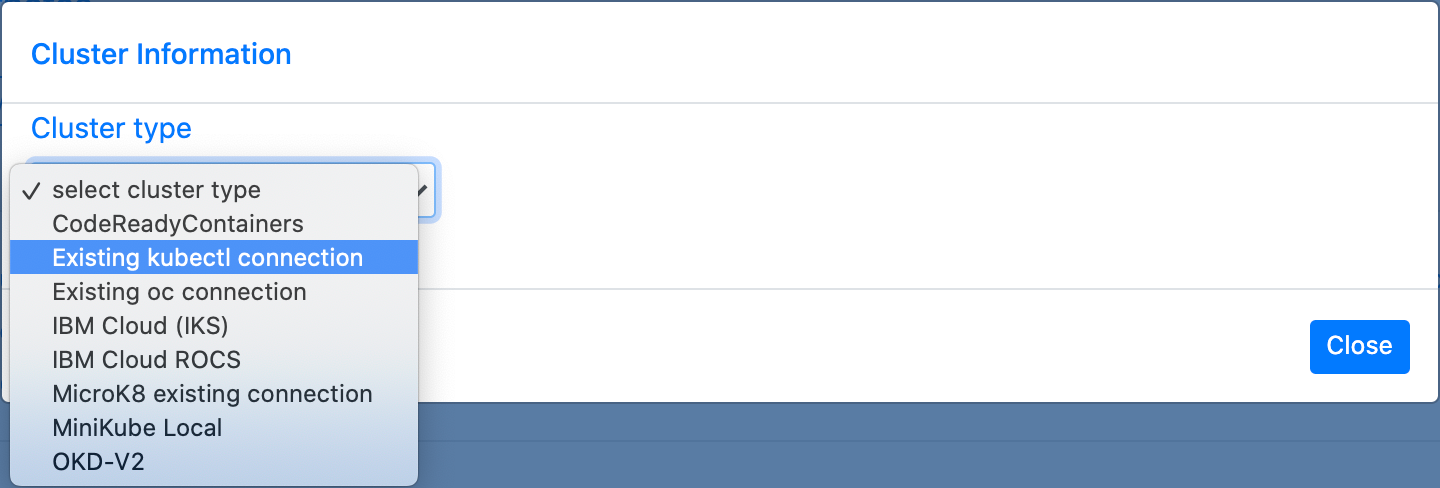 Cluster Information
Cluster type
✓ select cluster type
CodeReadyContainers
Existing kubectl connection
Existing oc connection
IBM Cloud (IKS)
IBM Cloud ROCS
MicroK8 existing connection
MiniKube Local
OKD-V2
Close